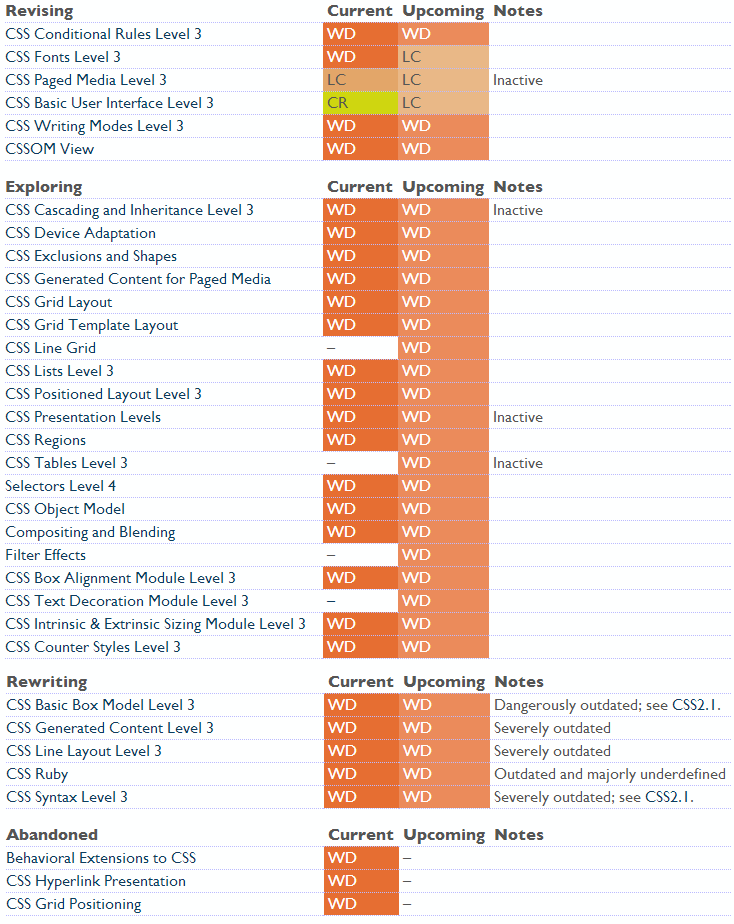 Revising Current Upcoming Notes
CSS Conditional Rules Level 3 WD WD
CSS Fonts Level 3 WD LC
CSS Paged Media Level 3 LC LC Inactive
CSS Basic User Interface Level 3 CR LC
CSS Writing Modes Level 3 WD WD
CSSOM View WD WD
Exploring Current Upcoming Notes
CSS Cascading and Inheritance Level 3 WD WD Inactive
CSS Device Adaptation WD WD
CSS Exclusions and Shapes WD WD
CSS Generated Content for Paged Media WD WD
CSS Grid Layout WD WD
CSS Grid Template Layout WD WD
CSS Line Grid – WD
CSS Lists Level 3 WD WD
CSS Positioned Layout Level 3 WD WD
CSS Presentation Levels WD WD Inactive
CSS Regions WD WD
CSS Tables Level 3 – WD Inactive
Selectors Level 4 WD WD
CSS Object Model WD WD
Compositing and Blending WD WD
Filter Effects – WD
CSS Box Alignment Module Level 3 WD WD
CSS Text Decoration Module Level 3 – WD
CSS Intrinsic & Extrinsic Sizing Module Level 3 WD WD
CSS Counter Styles Level 3 WD WD
Rewriting Current Upcoming Notes
CSS Basic Box Model Level 3 WD WD Dangerously outdated; see CSS2.1.
CSS Generated Content Level 3 WD WD Severely outdated
CSS Line Layout Level 3 WD WD Severely outdated
CSS Ruby WD WD Outdated and majorly underdefined
CSS Syntax Level 3 WD WD Severely outdated; see CSS2.1.
Abandoned Current Upcoming Notes
Behavioral Extensions to CSS WD –
CSS Hyperlink Presentation WD –
CSS Grid Positioning WD –